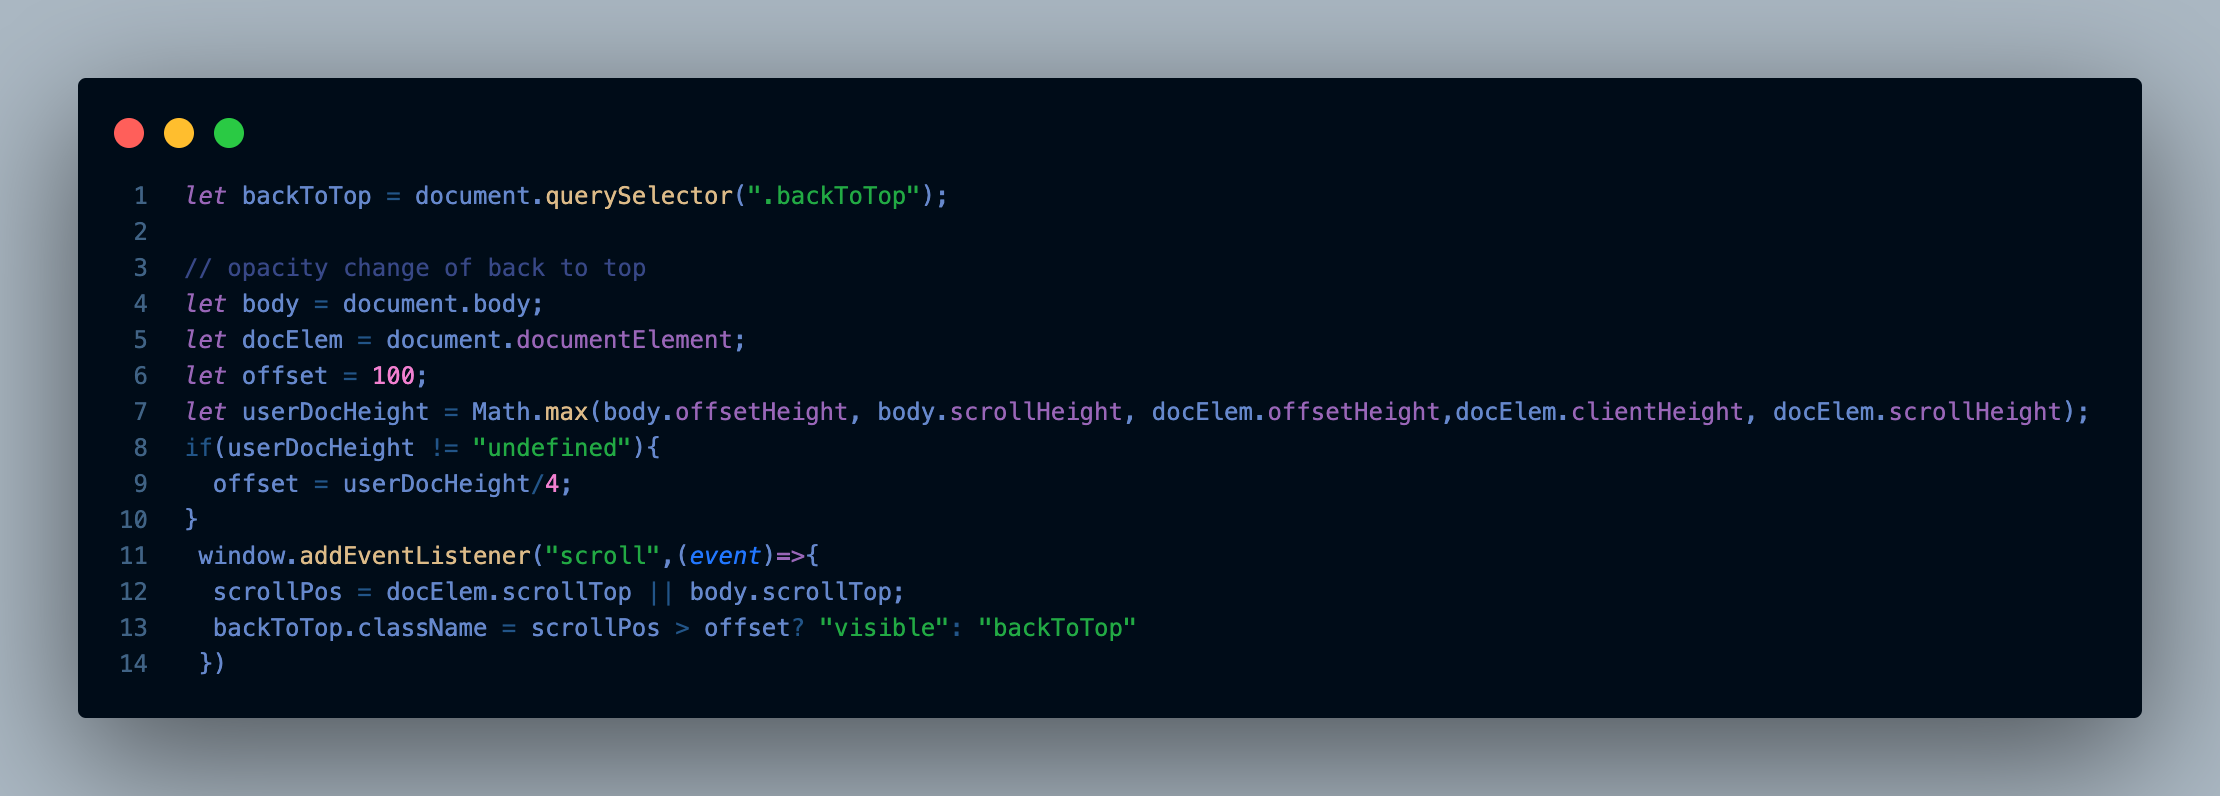 1 let backToTop = document.querySelector(".backToTop");
2
3 // opacity change of back to top
4 let body = document.body;
5 let docElem = document.documentElement;
6 let offset = 100;
7 let userDocHeight = Math.max(body.offsetHeight, body.scrollHeight, docElem.offsetHeight,docElem.clientHeight, docElem.scrollHeight);
8 if(userDocHeight != "undefined"){
9   offset = userDocHeight/4;
10 }
11  window.addEventListener("scroll",(event)=>{
12   scrollPos = docElem.scrollTop || body.scrollTop;
13   backToTop.className = scrollPos > offset? "visible": "backToTop"
14  })